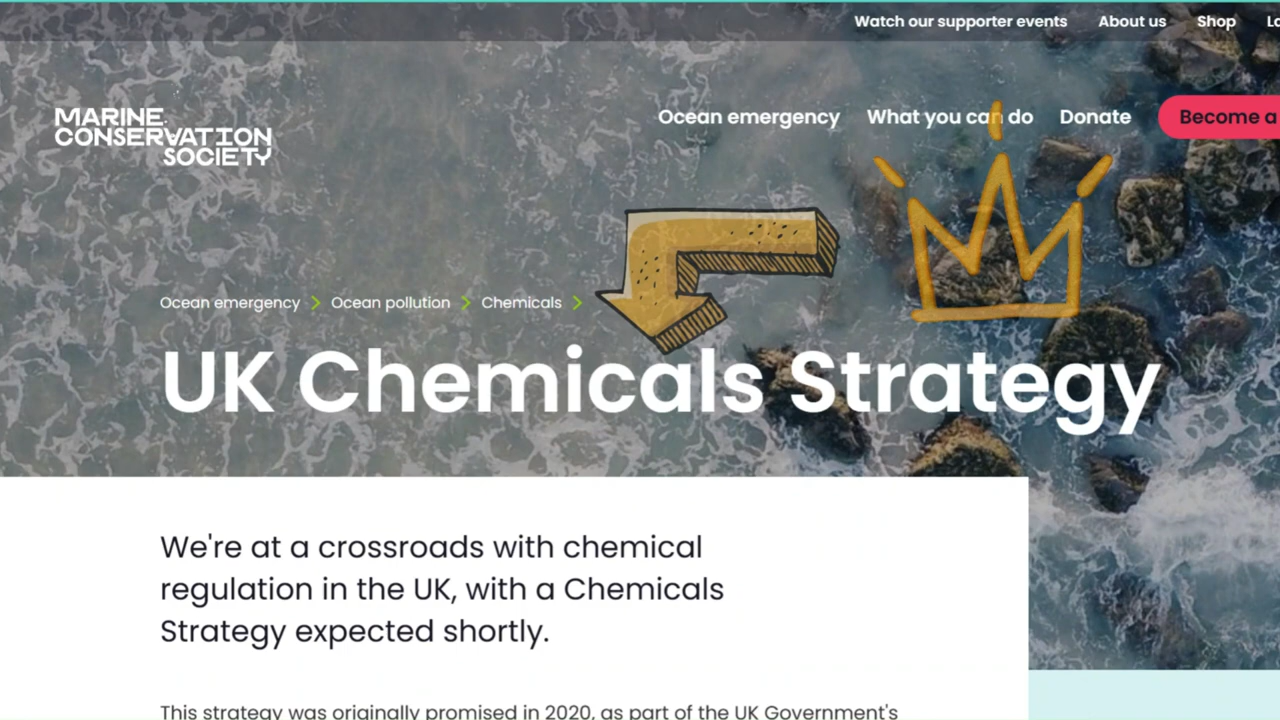 Watch our supporter events About us Shop
MARINE
CONSERVATION
SOCIETY
Ocean emergency What you can do Donate Become a
Ocean emergency > Ocean pollution > Chemicals >
UK Chemicals Strategy
We're at a crossroads with chemical
regulation in the UK, with a Chemicals
Strategy expected shortly.
This strategy was originally promised in 2020, as part of the UK Government's